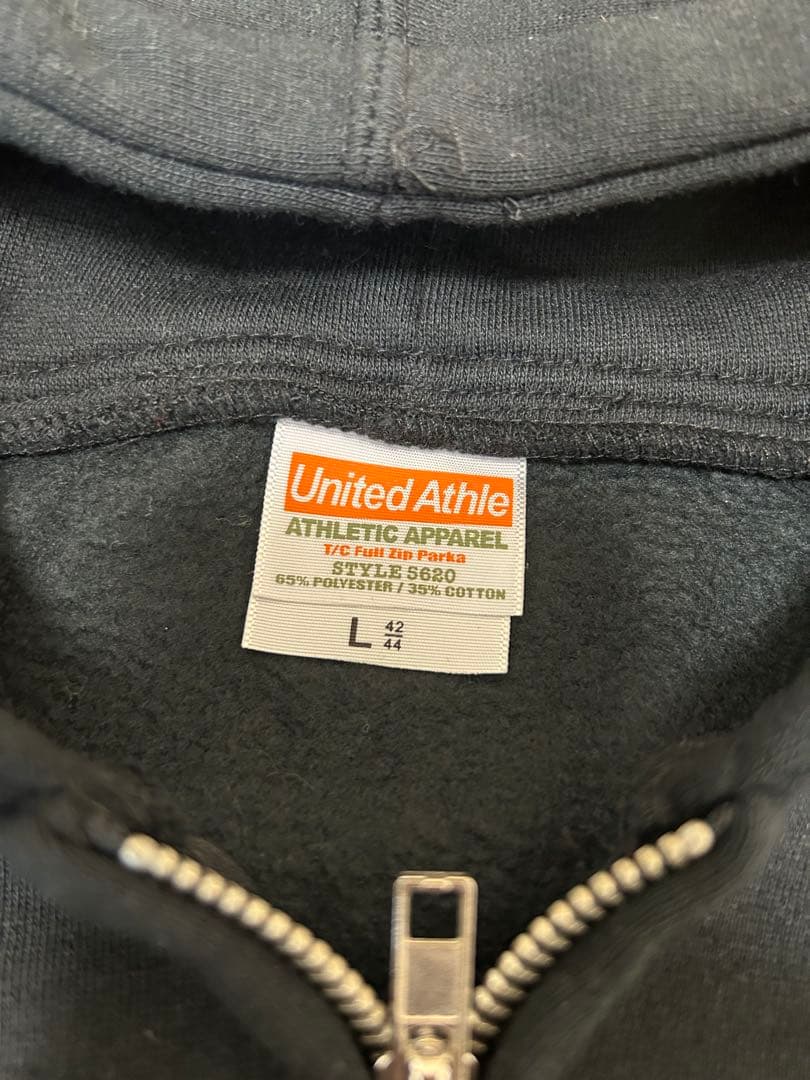 United Athle
ATHLETIC APPAREL
T/C Full Zip Parka
STYLE 5620
65% POLYESTER / 35% COTTON
L 42/44